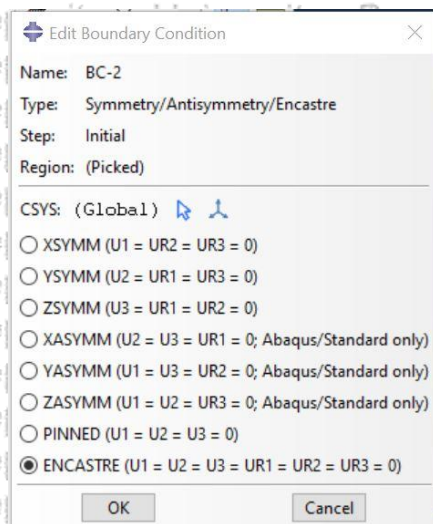 Edit Boundary Condition
Name: BC-2
Type: Symmetry/Antisymmetry/Encastre
Step: Initial
Region: (Picked)
CSYS: (Global)
XSYMM (U1 = UR2 = UR3 = 0)
YSYMM (U2 = UR1 = UR3 = 0)
ZSYMM (U3 = UR1 = UR2 = 0)
XASYMM (U2 = U3 = UR1 = 0; Abaqus/Standard only)
YASYMM (U1 = U3 = UR2 = 0; Abaqus/Standard only)
ZASYMM (U1 = U2 = UR3 = 0; Abaqus/Standard only)
PINNED (U1 = U2 = U3 = 0)
ENCASTRE (U1 = U2 = U3 = UR1 = UR2 = UR3 = 0)
OK Cancel